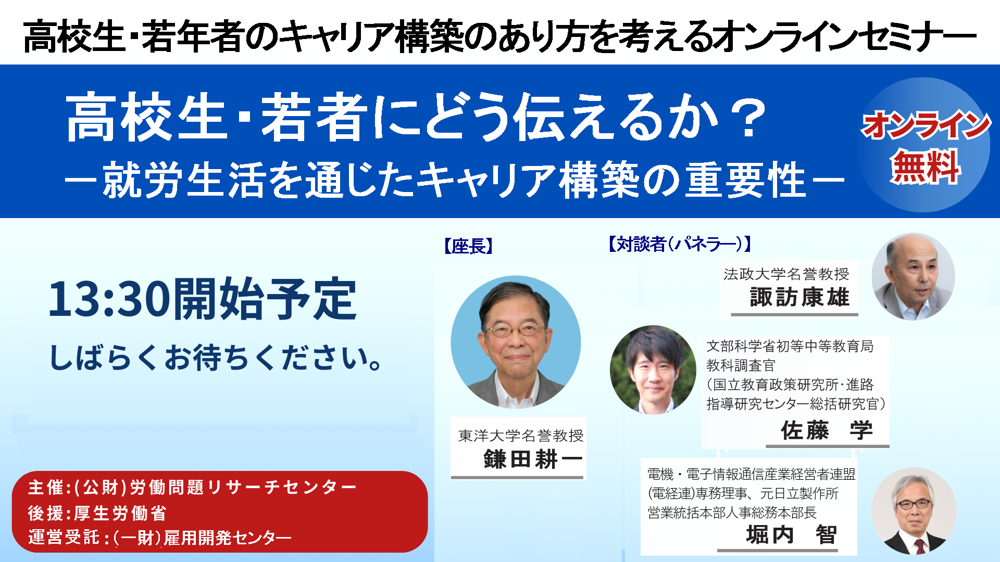 高校生・若年者のキャリア構築のあり方を考えるオンラインセミナー
高校生・若者にどう伝えるか？
－就労生活を通じたキャリア構築の重要性－
オンライン
無料
13:30開始予定
しばらくお待ちください。
【座長】
東洋大学名誉教授
鎌田耕一
【対談者（パネラー）】
法政大学名誉教授
諏訪康雄
文部科学省初等中等教育局
教科調査官
（国立教育政策研究所・進路
指導研究センター総括研究官）
佐藤　学
電機・電子情報通信産業経営者連盟
(電経連)専務理事、元日立製作所
営業統括本部人事総務本部長
堀内　智
主催:(公財)労働問題リサーチセンター
後援:厚生労働省
運営受託:（一財）雇用開発センター